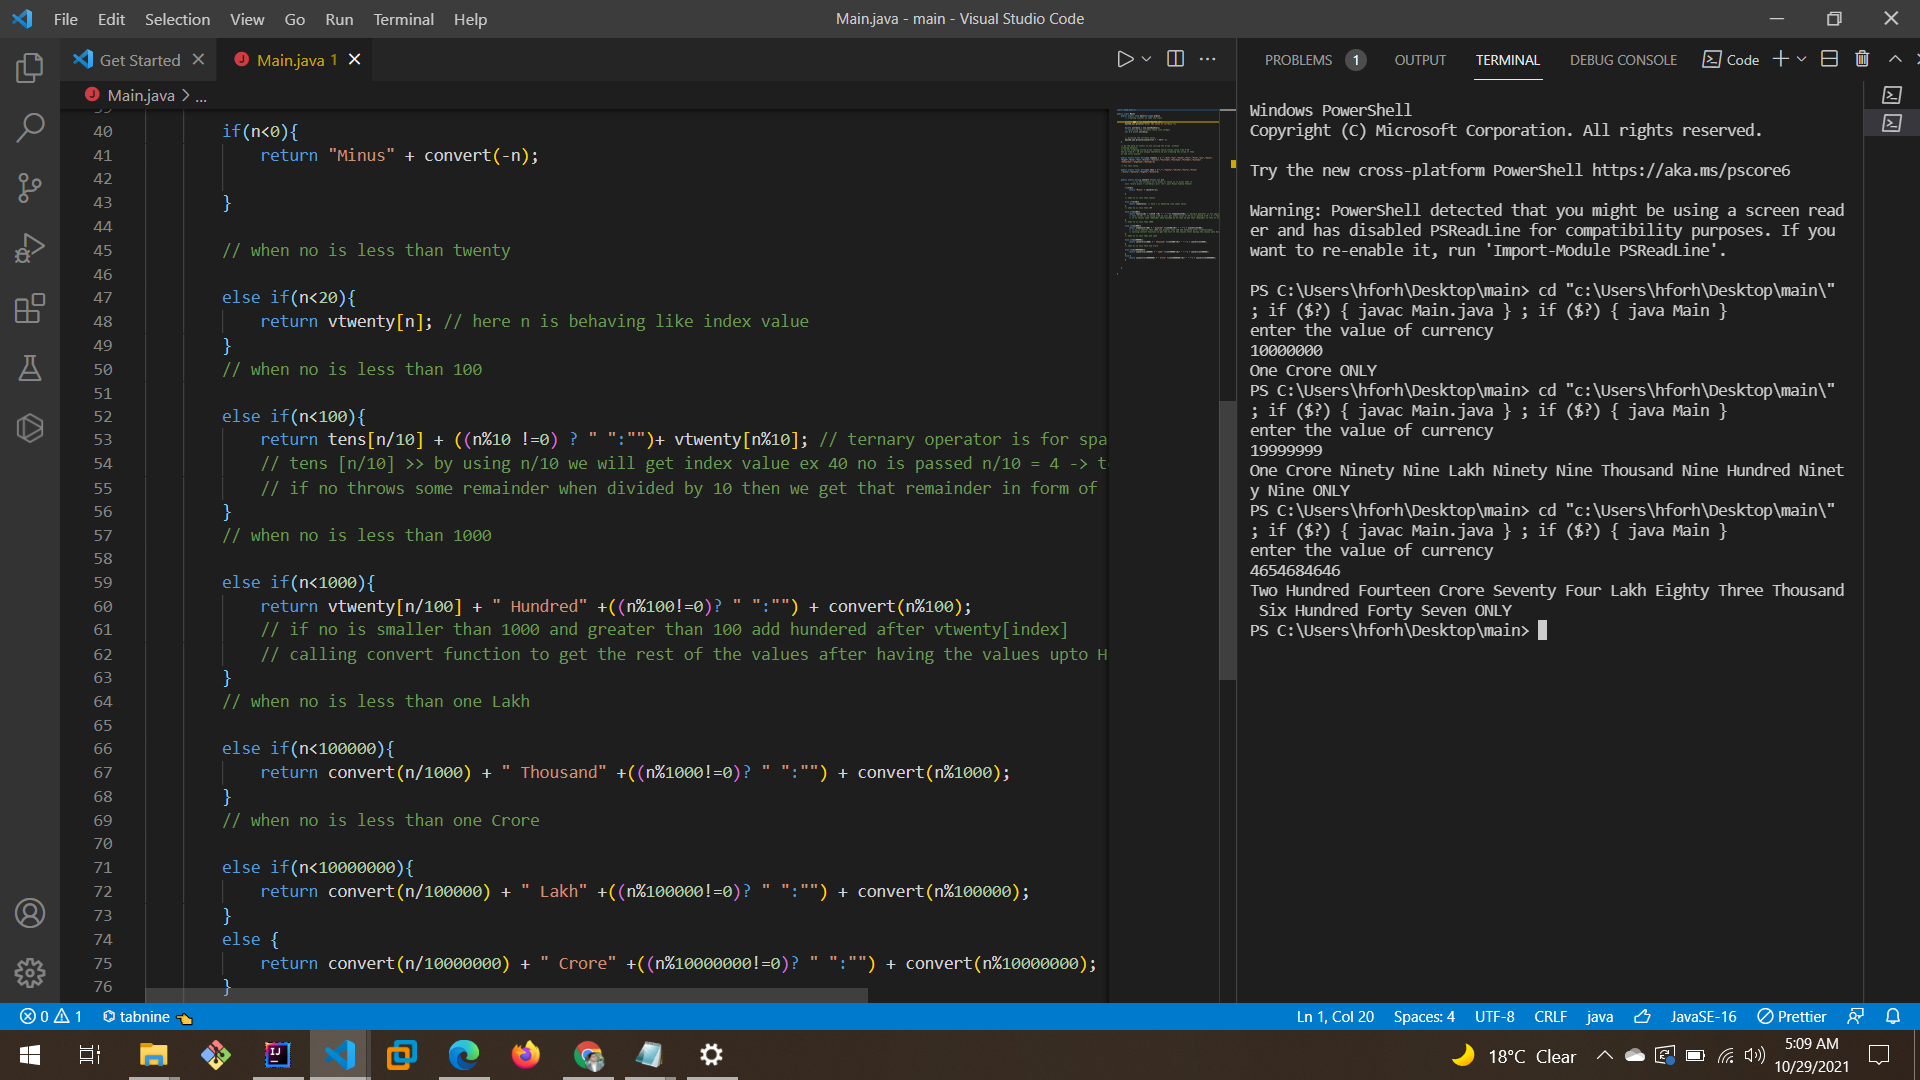 File Edit Selection View Go Run Terminal Help
Main.java - main - Visual Studio Code
Get Started
Main.java 1
Main.java > ...
40 if(n<0){
41 return "Minus" + convert(-n);
42
43 }
44
45 // when no is less than twenty
46
47 else if(n<20){
48 return vtwenty[n]; // here n is behaving like index value
49 }
50 // when no is less than 100
51
52 else if(n<100){
53 return tens[n/10] + ((n%10 !=0) ? " ":"")+ vtwenty[n%10]; // ternary operator is for spa
54 // tens [n/10] >> by using n/10 we will get index value ex 40 no is passed n/10 = 4 -> t
55 // if no throws some remainder when divided by 10 then we get that remainder in form of
56 }
57 // when no is less than 1000
58
59 else if(n<1000){
60 return vtwenty[n/100] + " Hundred" +((n%100!=0)? " ":"") + convert(n%100);
61 // if no is smaller than 1000 and greater than 100 add hundered after vtwenty[index]
62 // calling convert function to get the rest of the values after having the values upto H
63 }
64 // when no is less than one Lakh
65
66 else if(n<100000){
67 return convert(n/1000) + " Thousand" +((n%1000!=0)? " ":"") + convert(n%1000);
68 }
69 // when no is less than one Crore
70
71 else if(n<10000000){
72 return convert(n/100000) + " Lakh" +((n%100000!=0)? " ":"") + convert(n%100000);
73 }
74 else {
75 return convert(n/10000000) + " Crore" +((n%10000000!=0)? " ":"") + convert(n%10000000);
76 }
PROBLEMS 1 OUTPUT TERMINAL DEBUG CONSOLE Code
Windows PowerShell
Copyright (C) Microsoft Corporation. All rights reserved.
Try the new cross-platform PowerShell https://aka.ms/pscore6
Warning: PowerShell detected that you might be using a screen read
er and has disabled PSReadLine for compatibility purposes. If you
want to re-enable it, run 'Import-Module PSReadLine'.
PS C:\Users\hforh\Desktop\main> cd "c:\Users\hforh\Desktop\main\"
; if ($?) { javac Main.java } ; if ($?) { java Main }
enter the value of currency
10000000
One Crore ONLY
PS C:\Users\hforh\Desktop\main> cd "c:\Users\hforh\Desktop\main\"
; if ($?) { javac Main.java } ; if ($?) { java Main }
enter the value of currency
19999999
One Crore Ninety Nine Lakh Ninety Nine Thousand Nine Hundred Ninet
y Nine ONLY
PS C:\Users\hforh\Desktop\main> cd "c:\Users\hforh\Desktop\main\"
; if ($?) { javac Main.java } ; if ($?) { java Main }
enter the value of currency
4654684646
Two Hundred Fourteen Crore Seventy Four Lakh Eighty Three Thousand
Six Hundred Forty Seven ONLY
PS C:\Users\hforh\Desktop\main>
0 1 tabnine
Ln 1, Col 20 Spaces: 4 UTF-8 CRLF java JavaSE-16 Prettier
18°C Clear
5:09 AM
10/29/2021